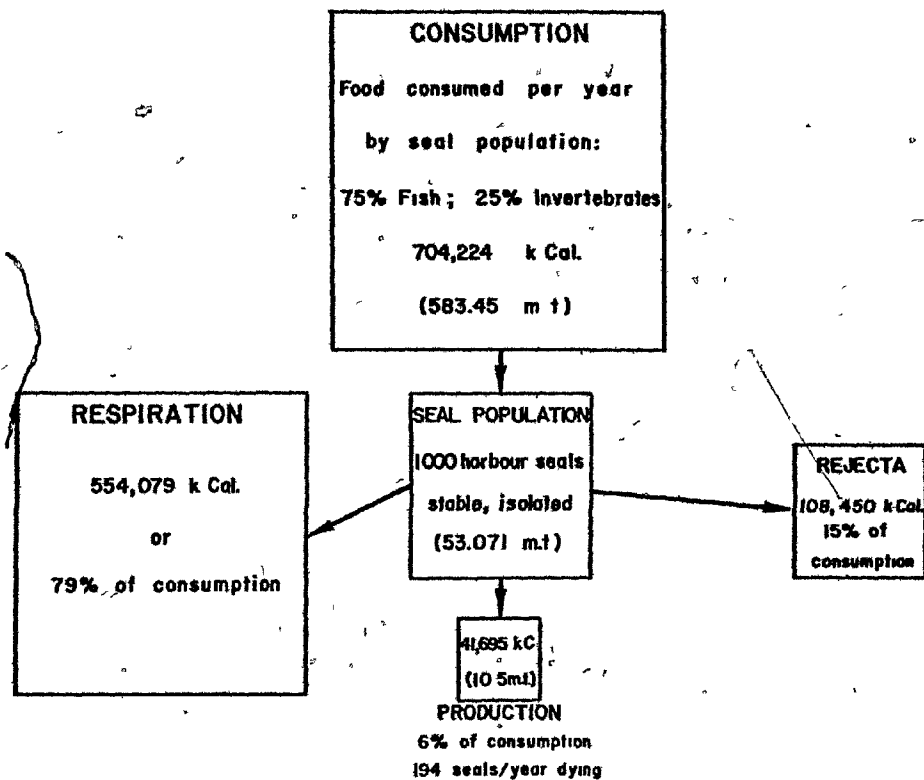 CONSUMPTION
Food consumed per year
by seal population:
75% Fish; 25% Invertebrates
704,224 k Cal.
(583.45 m t)
RESPIRATION
554,079 k Cal.
or
79% of consumption
SEAL POPULATION
1000 harbour seals
stable, isolated
(53.071 m.t)
REJECTA
108,450 k Cal.
15% of
consumption
41,695 kC
(10 5m.t.)
PRODUCTION
6% of consumption
194 seals/year dying